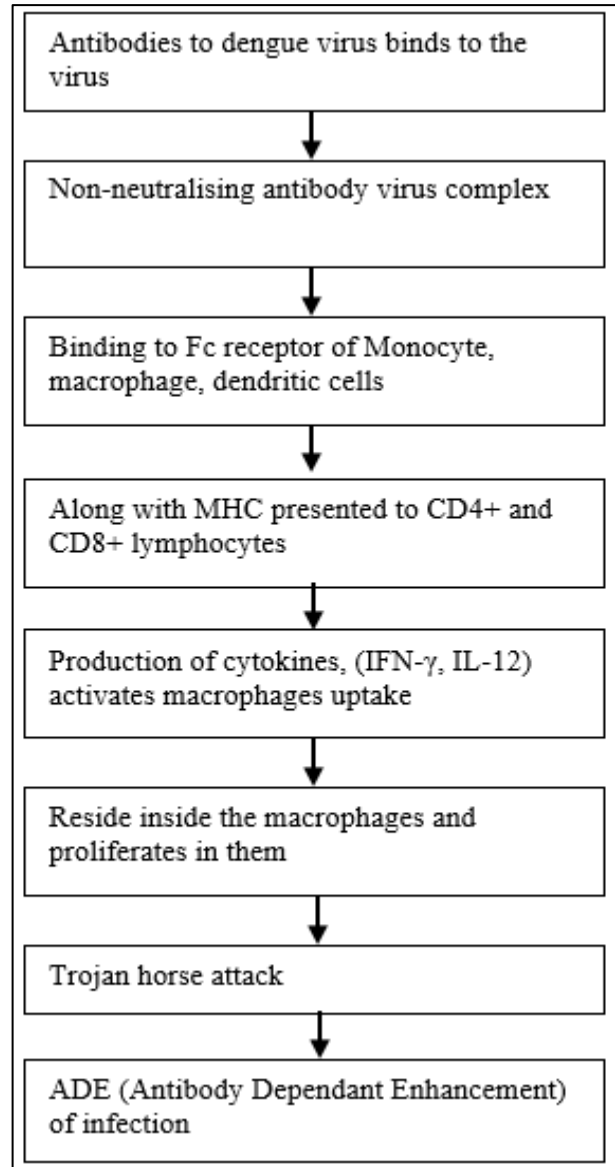 Antibodies to dengue virus binds to the
virus
Non-neutralising antibody virus complex
Binding to Fc receptor of Monocyte,
macrophage, dendritic cells
Along with MHC presented to CD4+ and
CD8+ lymphocytes
Production of cytokines, (IFN-γ, IL-12)
activates macrophages uptake
Reside inside the macrophages and
proliferates in them
Trojan horse attack
ADE (Antibody Dependant Enhancement)
of infection